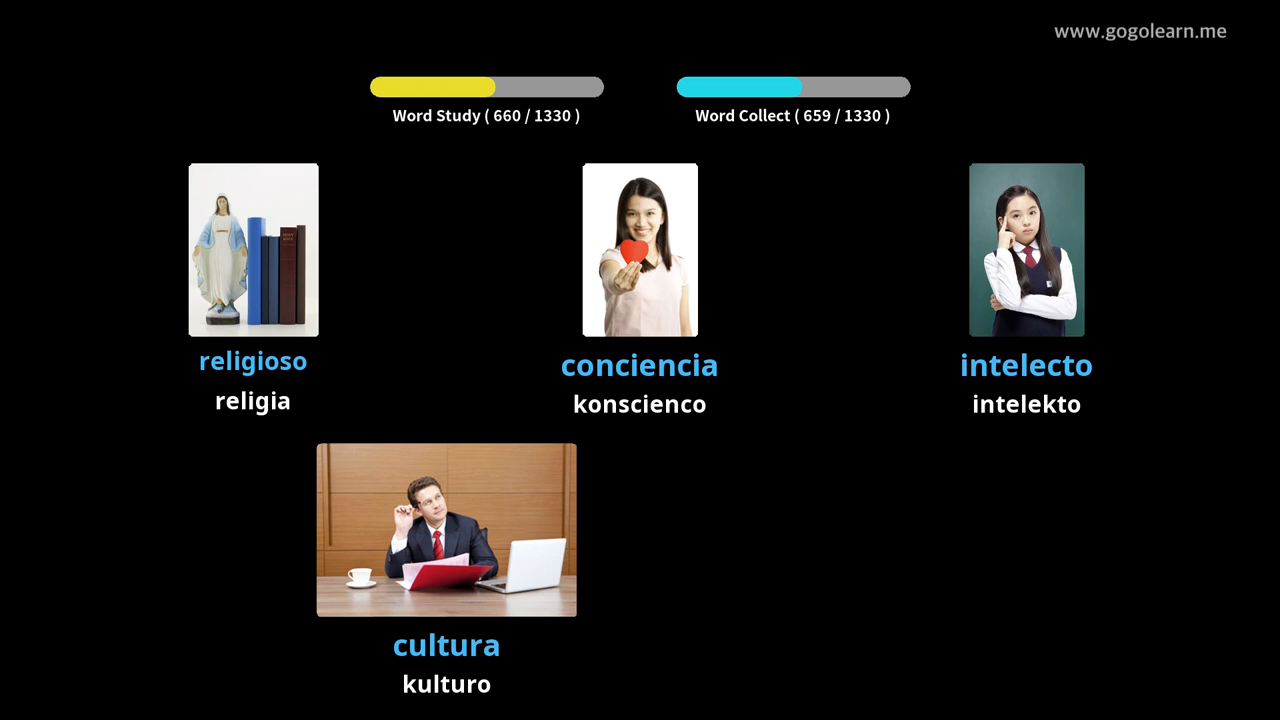 www.gogolearn.me
Word Study ( 660 / 1330 )
Word Collect ( 659 / 1330 )
religioso
religia
conciencia
konscienco
intelecto
intelekto
cultura
kulturo